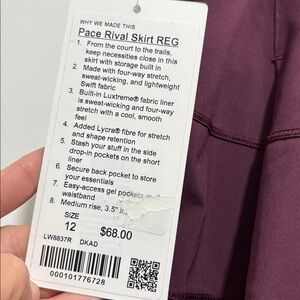 WHY WE MADE THIS
Pace Rival Skirt REG
1. From the court to the trails,
keep necessities close in this
skirt with storage built in
2. Made with four-way stretch,
sweat-wicking, and lightweight
Swift fabric
3. Built-in Luxtreme® fabric liner
is sweat-wicking and four-way
stretch with a cool, smooth
feel
4. Added Lycra® fibre for stretch
and shape retention
5. Stash your stuff in the side
drop-in pockets on the short
liner
6. Secure back pocket to store
your essentials
7. Easy-access gel pockets
waistband
8. Medium rise, 3.5"
SIZE
12 $68.00
LW8837R DKAD
000101776728